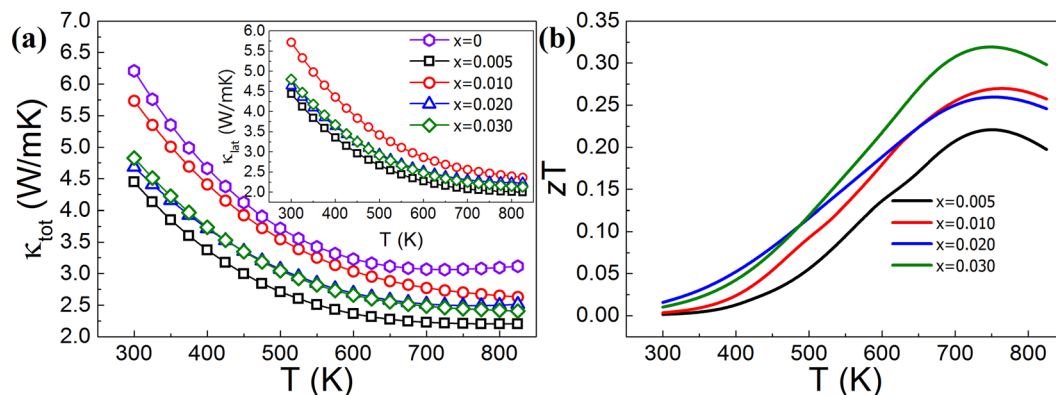 (a)
7.0
6.5
6.0
5.5
5.0
4.5
4.0
3.5
3.0
2.5
2.0
κtot (W/mK)
300 400 500 600 700 800
T (K)
6.0
5.5
5.0
4.5
4.0
3.5
3.0
2.5
2.0
κlat (W/mK)
300 400 500 600 700 800
T (K)
x=0
x=0.005
x=0.010
x=0.020
x=0.030
(b)
0.35
0.30
0.25
0.20
0.15
0.10
0.05
0.00
zT
300 400 500 600 700 800
T (K)
x=0.005
x=0.010
x=0.020
x=0.030